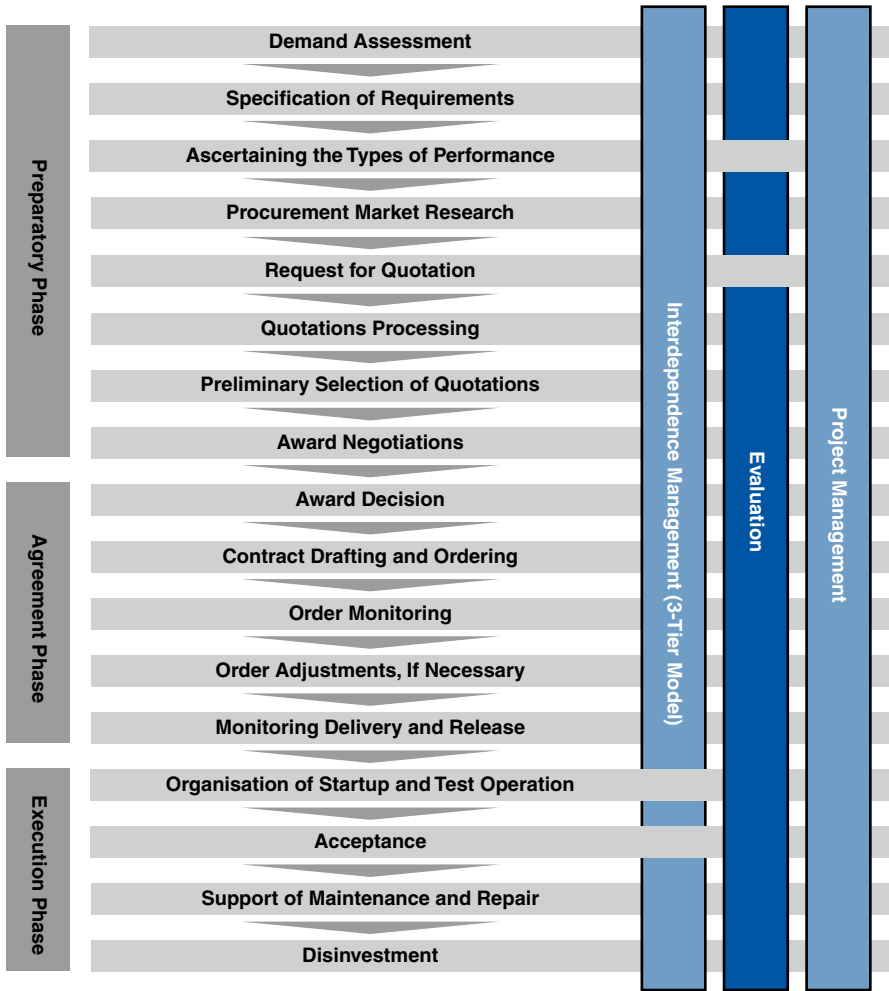 Preparatory Phase
Demand Assessment
Specification of Requirements
Ascertaining the Types of Performance
Procurement Market Research
Request for Quotation
Quotations Processing
Preliminary Selection of Quotations
Award Negotiations
Agreement Phase
Award Decision
Contract Drafting and Ordering
Order Monitoring
Order Adjustments, If Necessary
Monitoring Delivery and Release
Execution Phase
Organisation of Startup and Test Operation
Acceptance
Support of Maintenance and Repair
Disinvestment
Interdependence Management (3-Tier Model)
Evaluation
Project Management